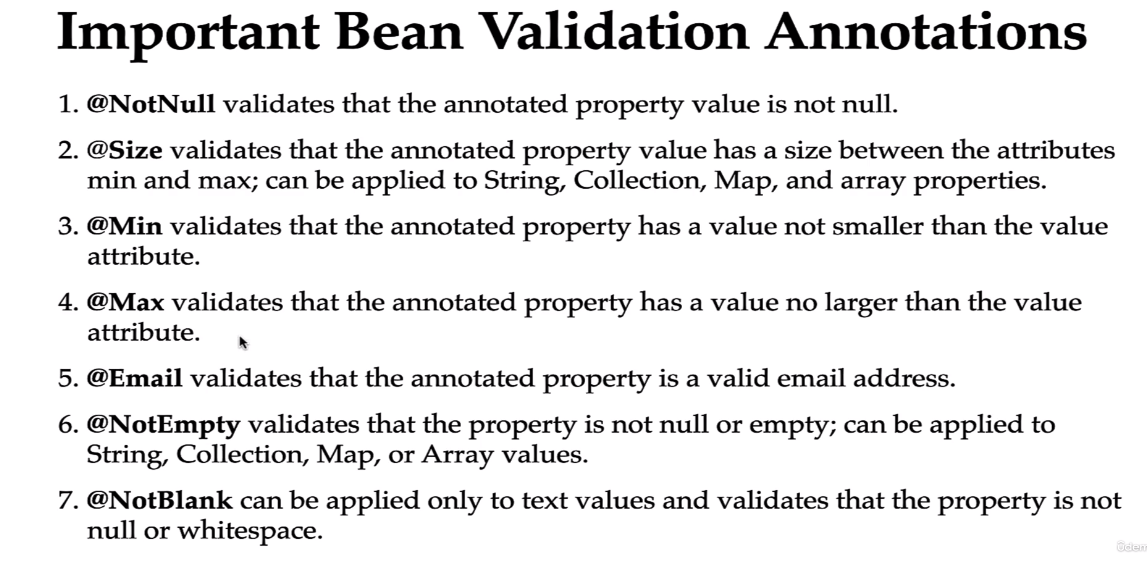 Important Bean Validation Annotations
1. @NotNull validates that the annotated property value is not null.
2. @Size validates that the annotated property value has a size between the attributes
min and max; can be applied to String, Collection, Map, and array properties.
3. @Min validates that the annotated property has a value not smaller than the value
attribute.
4. @Max validates that the annotated property has a value no larger than the value
attribute.
5. @Email validates that the annotated property is a valid email address.
6. @NotEmpty validates that the property is not null or empty; can be applied to
String, Collection, Map, or Array values.
7. @NotBlank can be applied only to text values and validates that the property is not
null or whitespace.